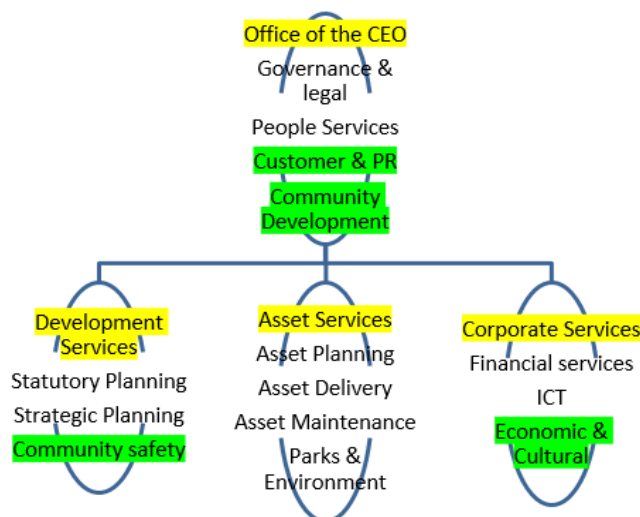 Office of the CEO
Governance &
legal
People Services
Customer & PR
Community
Development
Development
Services
Statutory Planning
Strategic Planning
Community safety
Asset Services
Asset Planning
Asset Delivery
Asset Maintenance
Parks &
Environment
Corporate Services
Financial services
ICT
Economic &
Cultural